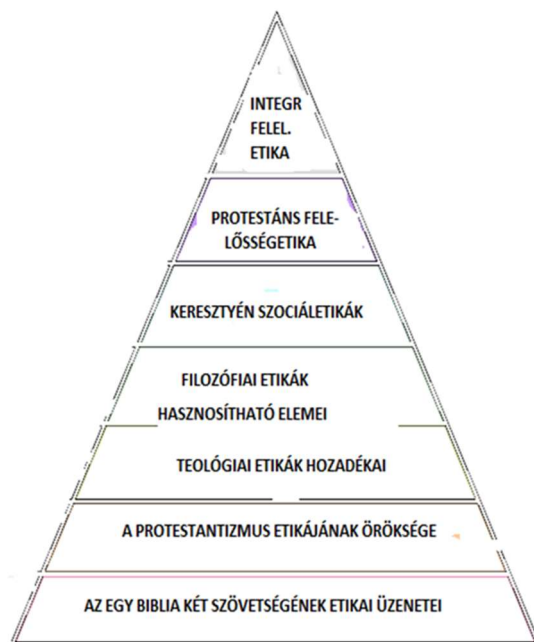 INTEGR
FELEL.
ETIKA
PROTESTÁNS FELE-
LŐSSÉGETIKA
KERESZTYÉN SZOCIÁLETIKÁK
FILOZÓFIAI ETIKÁK
HASZNOSÍTHATÓ ELEMEI
TEOLÓGIAI ETIKÁK HOZADÉKAI
A PROTESTANTIZMUS ETIKÁJÁNAK ÖRÖKSÉGE
AZ EGY BIBLIA KÉT SZÖVETSÉGÉNEK ETIKAI ÜZENETEI